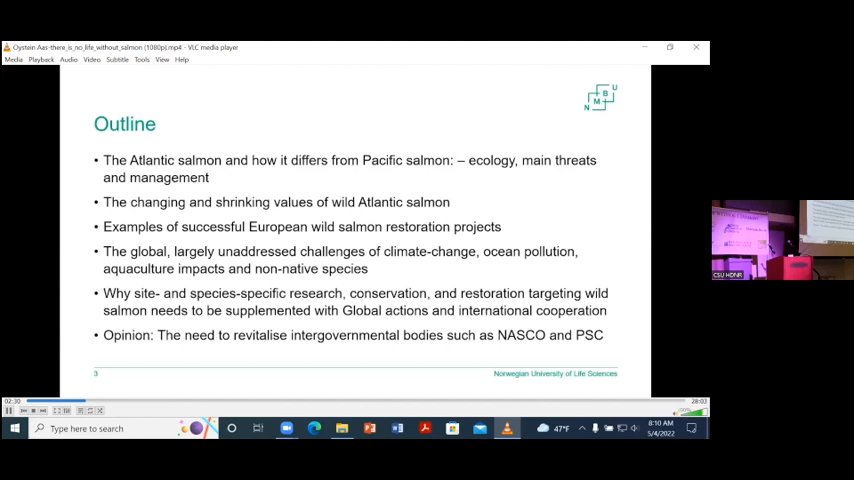 Oystein Aas-there_is_no_life_without_salmon (1080p).mp4 - VLC media player
Media Playback Audio Video Subtitle Tools View Help
N M B U
Outline
• The Atlantic salmon and how it differs from Pacific salmon: – ecology, main threats
and management
• The changing and shrinking values of wild Atlantic salmon
• Examples of successful European wild salmon restoration projects
• The global, largely unaddressed challenges of climate-change, ocean pollution,
aquaculture impacts and non-native species
• Why site- and species-specific research, conservation, and restoration targeting wild
salmon needs to be supplemented with Global actions and international cooperation
• Opinion: The need to revitalise intergovernmental bodies such as NASCO and PSC
3 Norwegian University of Life Sciences
CSU HDNR
02:30 28:03
Type here to search
47°F
8:10 AM
5/4/2022